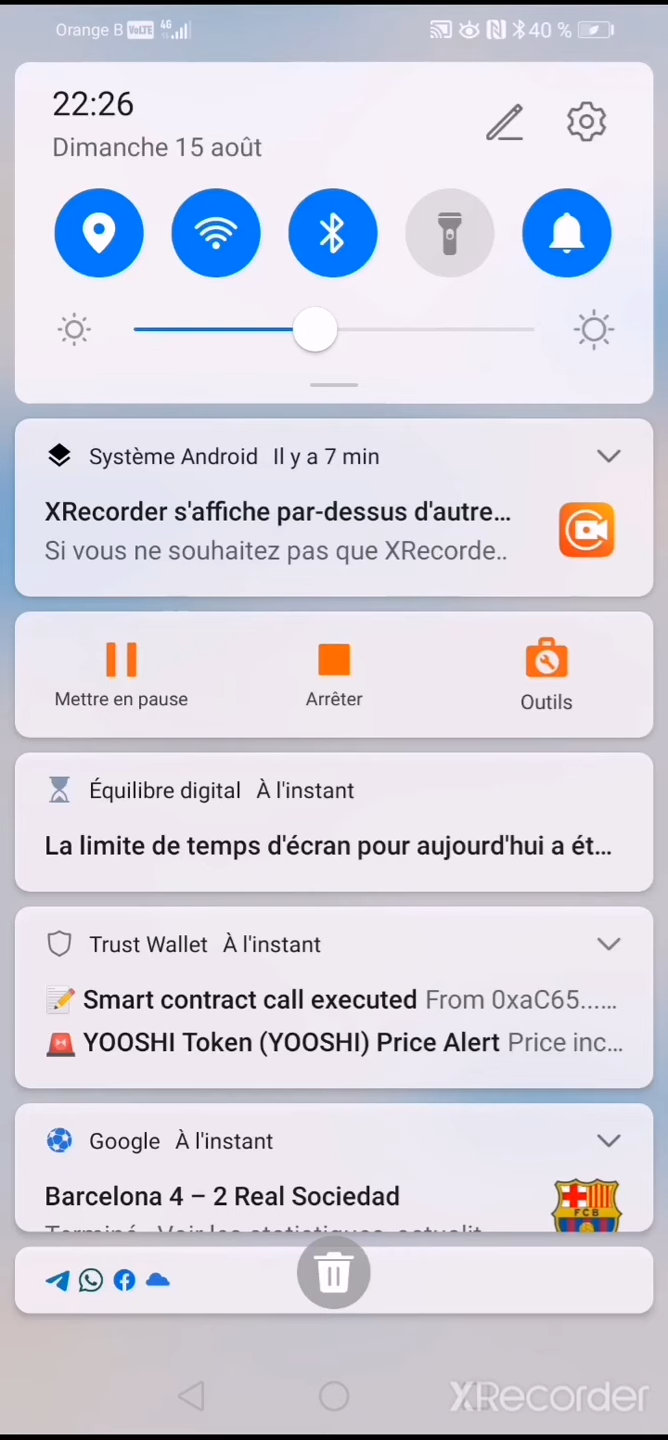 Orange B VoLTE 4G 40 %
22:26
Dimanche 15 août
Système Android Il y a 7 min
XRecorder s'affiche par-dessus d'autre...
Si vous ne souhaitez pas que XRecorde..
Mettre en pause Arrêter Outils
Équilibre digital À l'instant
La limite de temps d'écran pour aujourd'hui a ét...
Trust Wallet À l'instant
📝 Smart contract call executed From 0xaC65......
🚨 YOOSHI Token (YOOSHI) Price Alert Price inc...
Google À l'instant
Barcelona 4 – 2 Real Sociedad
FCB
XRecorder